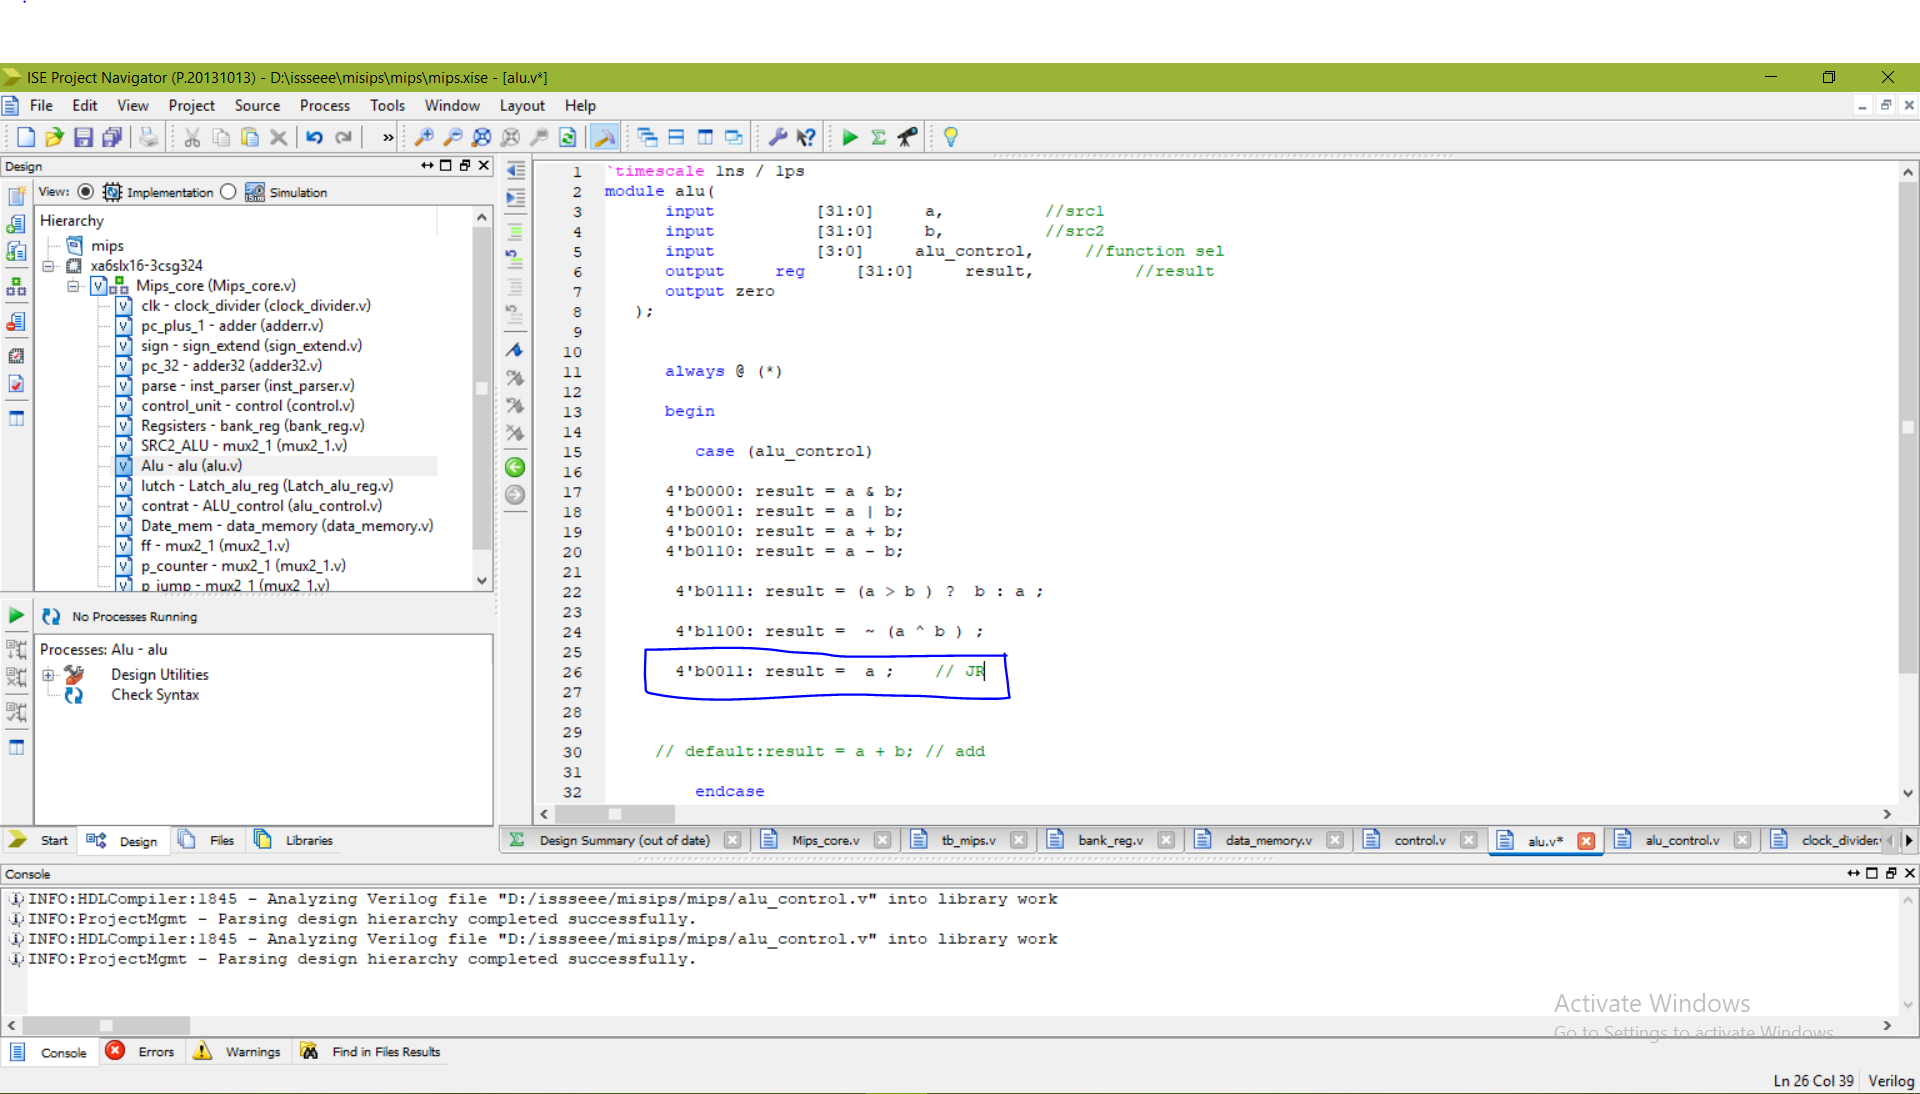 ISE Project Navigator (P.20131013) - D:\issseee\misips\mips\mips.xise - [alu.v*]
File Edit View Project Source Process Tools Window Layout Help
»
Design
View: Implementation Simulation
Hierarchy
mips
xa6slx16-3csg324
Mips_core (Mips_core.v)
clk - clock_divider (clock_divider.v)
pc_plus_1 - adder (adderr.v)
sign - sign_extend (sign_extend.v)
pc_32 - adder32 (adder32.v)
parse - inst_parser (inst_parser.v)
control_unit - control (control.v)
Regsisters - bank_reg (bank_reg.v)
SRC2_ALU - mux2_1 (mux2_1.v)
Alu - alu (alu.v)
lutch - Latch_alu_reg (Latch_alu_reg.v)
contrat - ALU_control (alu_control.v)
Date_mem - data_memory (data_memory.v)
ff - mux2_1 (mux2_1.v)
p_counter - mux2_1 (mux2_1.v)
p_jump - mux2_1 (mux2_1.v)
No Processes Running
Processes: Alu - alu
Design Utilities
Check Syntax
Start Design Files Libraries
1 `timescale 1ns / 1ps
2 module alu(
3 input [31:0] a, //src1
4 input [31:0] b, //src2
5 input [3:0] alu_control, //function sel
6 output reg [31:0] result, //result
7 output zero
8 );
9
10
11 always @ (*)
12
13 begin
14
15 case (alu_control)
16
17 4'b0000: result = a & b;
18 4'b0001: result = a | b;
19 4'b0010: result = a + b;
20 4'b0110: result = a - b;
21
22 4'b0111: result = (a > b ) ? b : a ;
23
24 4'b1100: result = ~ (a ^ b ) ;
25
26 4'b0011: result = a ; // JR
27
28
29
30 // default:result = a + b; // add
31
32 endcase
Design Summary (out of date) Mips_core.v tb_mips.v bank_reg.v data_memory.v control.v alu.v* alu_control.v clock_divider.v
Console
INFO:HDLCompiler:1845 - Analyzing Verilog file "D:/issseee/misips/mips/alu_control.v" into library work
INFO:ProjectMgmt - Parsing design hierarchy completed successfully.
INFO:HDLCompiler:1845 - Analyzing Verilog file "D:/issseee/misips/mips/alu_control.v" into library work
INFO:ProjectMgmt - Parsing design hierarchy completed successfully.
Activate Windows
Go to Settings to activate Windows.
Console Errors Warnings Find in Files Results
Ln 26 Col 39 Verilog